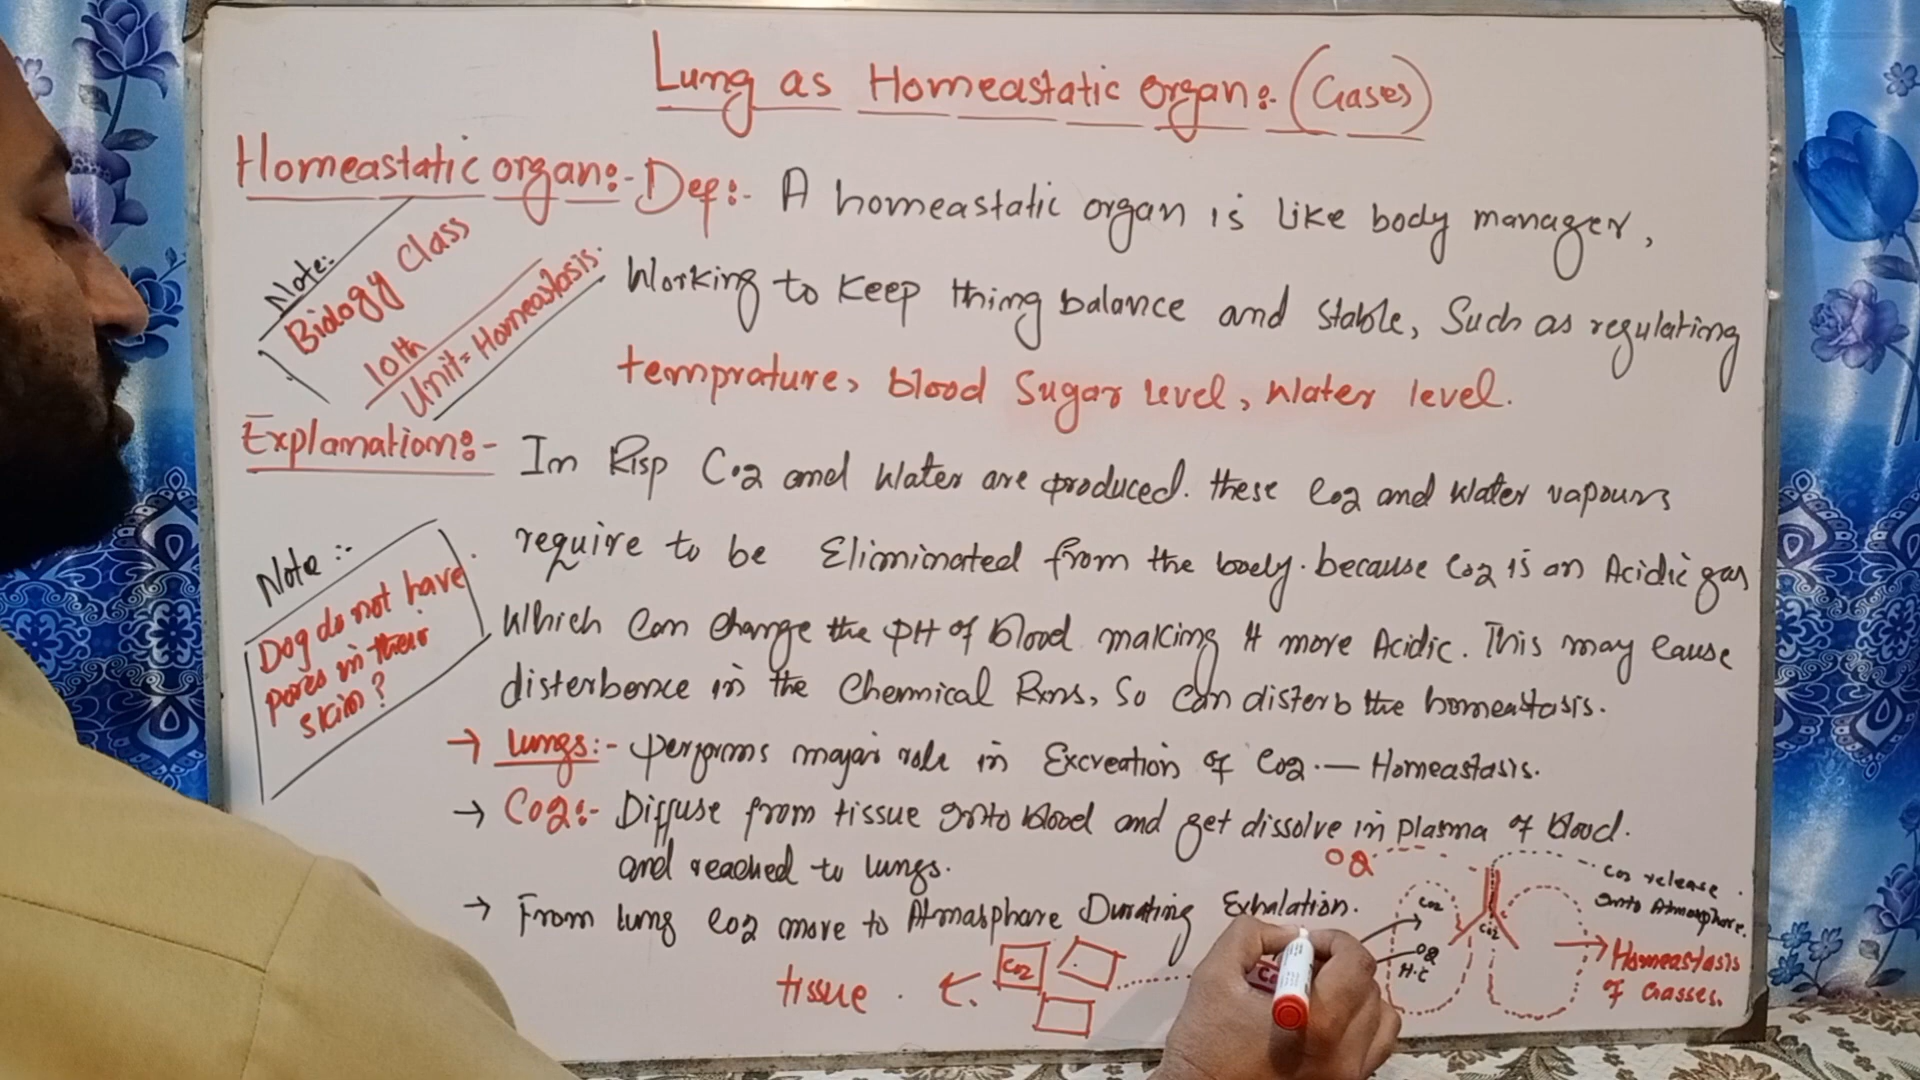 Lung as Homeastatic organ:- (Gases)
Homeastatic organ:- Def:- A homeastatic organ is like body manager,
Working to keep thing balance and stable, Such as regulating
temprature, blood Sugar level, Water level.
Note:-
Biology Class
10th
Unit= Homeastasis.
Explanation:- In Risp Co2 and Water are produced. these Co2 and Water vapours
require to be Eliminated from the body. because Co2 is an Acidic gas
Which Can Change the PH of blood making it more Acidic. This may Cause
disterbence in the Chemical Rxns, So Can disterb the homeastasis.
Note :-
Dog do not have
pores in their
skin?
→ Lungs:- performs major role in Excreation of Co2. — Homeastasis.
→ Co2:- Diffuse from tissue Into blood and get dissolve in plasma of blood.
and reached to lungs.
→ From lung Co2 move to Atmasphare Durating Exhalation.
tissue
Co2
O2
Co2
Co2
O2
H.C
Co2 release
Onto Atmosphare.
Homeastasis
of Gasses.